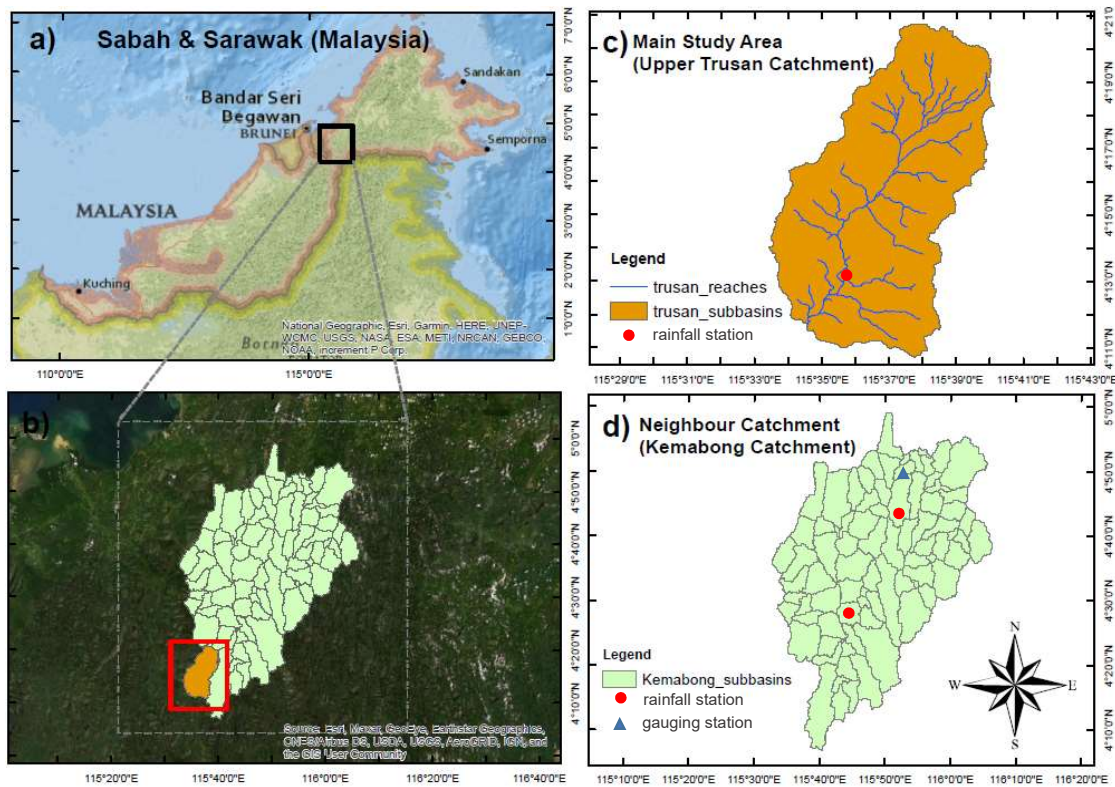 a)
Sabah & Sarawak (Malaysia)
Sandakan
Bandar Seri
Begawan
BRUNEI
Semporna
MALAYSIA
Kuching
National Geographic, Esri, Garmin, HERE, UNEP-
WCMC, USGS, NASA, ESA, METI, NRCAN, GEBCO,
NOAA, increment P Corp.
7°0'0"N
6°0'0"N
5°0'0"N
4°0'0"N
3°0'0"N
2°0'0"N
1°0'0"N
110°0'0"E
115°0'0"E
b)
Source: Esri, Maxar, GeoEye, Earthstar Geographics,
CNES/Airbus DS, USDA, USGS, AeroGRID, IGN, and
the GIS User Community
5°0'0"N
4°50'0"N
4°40'0"N
4°30'0"N
4°20'0"N
4°10'0"N
115°20'0"E
115°40'0"E
116°0'0"E
116°20'0"E
116°40'0"E
c)
Main Study Area
(Upper Trusan Catchment)
Legend
trusan_reaches
trusan_subbasins
rainfall station
4°19'0"N
4°17'0"N
4°15'0"N
4°13'0"N
4°11'0"N
115°29'0"E
115°31'0"E
115°33'0"E
115°35'0"E
115°37'0"E
115°39'0"E
115°41'0"E
115°43'0"E
d)
Neighbour Catchment
(Kemabong Catchment)
Legend
Kemabong_subbasins
rainfall station
gauging station
N
W
E
S
5°0'0"N
4°50'0"N
4°40'0"N
4°30'0"N
4°20'0"N
4°10'0"N
115°10'0"E
115°20'0"E
115°30'0"E
115°40'0"E
115°50'0"E
116°0'0"E
116°10'0"E
116°20'0"E